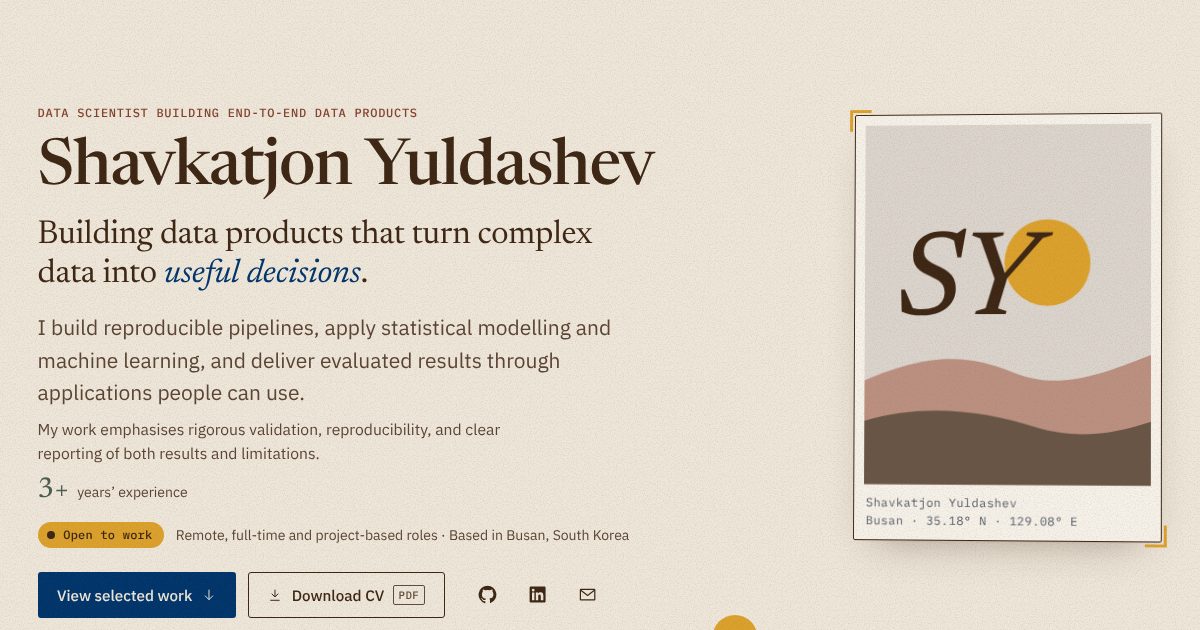 DATA SCIENTIST BUILDING END-TO-END DATA PRODUCTS
Shavkatjon Yuldashev
Building data products that turn complex
data into useful decisions.
I build reproducible pipelines, apply statistical modelling and
machine learning, and deliver evaluated results through
applications people can use.
My work emphasises rigorous validation, reproducibility, and clear
reporting of both results and limitations.
3+ years’ experience
Open to work Remote, full-time and project-based roles · Based in Busan, South Korea
View selected work ↓ Download CV PDF
SY
Shavkatjon Yuldashev
Busan · 35.18° N · 129.08° E